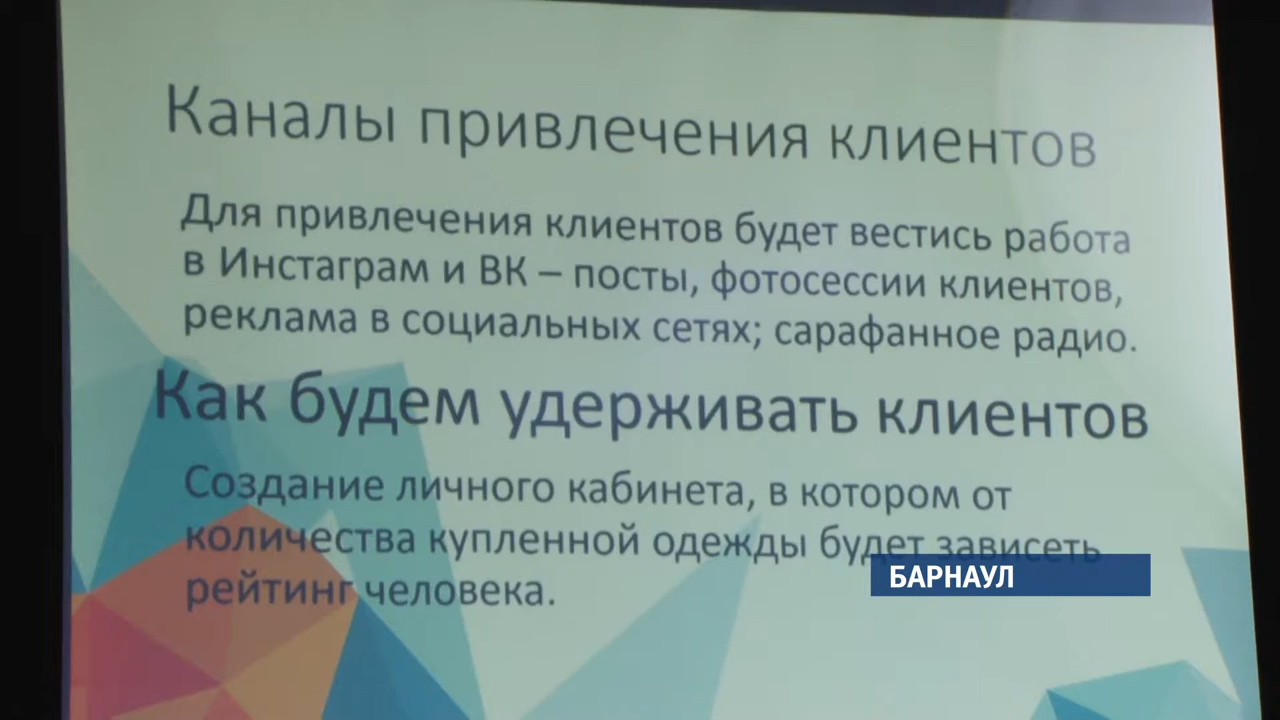 Каналы привлечения клиентов
Для привлечения клиентов будет вестись работа
в Инстаграм и ВК – посты, фотосессии клиентов,
реклама в социальных сетях; сарафанное радио.
Как будем удерживать клиентов
Создание личного кабинета, в котором от
количества купленной одежды будет зависеть
рейтинг человека.
БАРНАУЛ